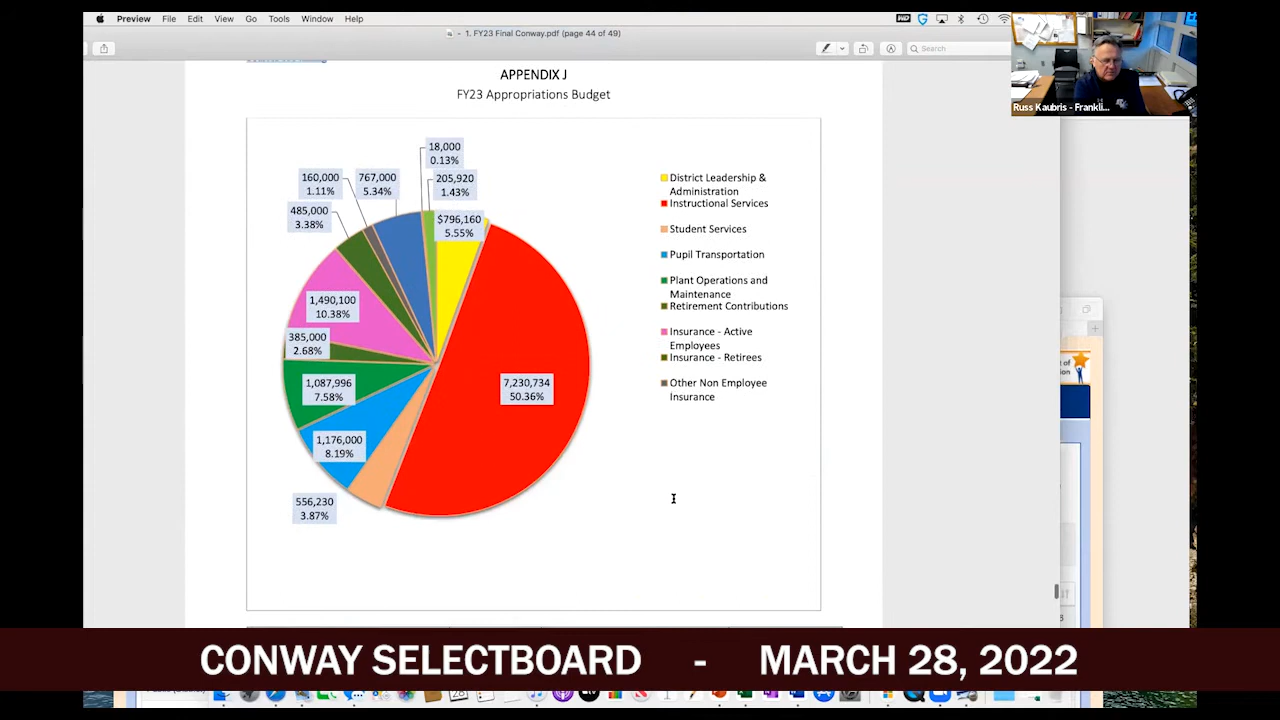 Preview File Edit View Go Tools Window Help
1. FY23 Final Conway.pdf (page 44 of 49)
Search
Russ Kaubris - Frankli...
APPENDIX J
FY23 Appropriations Budget
18,000
0.13%
160,000
1.11%
767,000
5.34%
205,920
1.43%
485,000
3.38%
$796,160
5.55%
1,490,100
10.38%
385,000
2.68%
1,087,996
7.58%
7,230,734
50.36%
1,176,000
8.19%
556,230
3.87%
District Leadership &
Administration
Instructional Services
Student Services
Pupil Transportation
Plant Operations and
Maintenance
Retirement Contributions
Insurance - Active
Employees
Insurance - Retirees
Other Non Employee
Insurance
CONWAY SELECTBOARD - MARCH 28, 2022